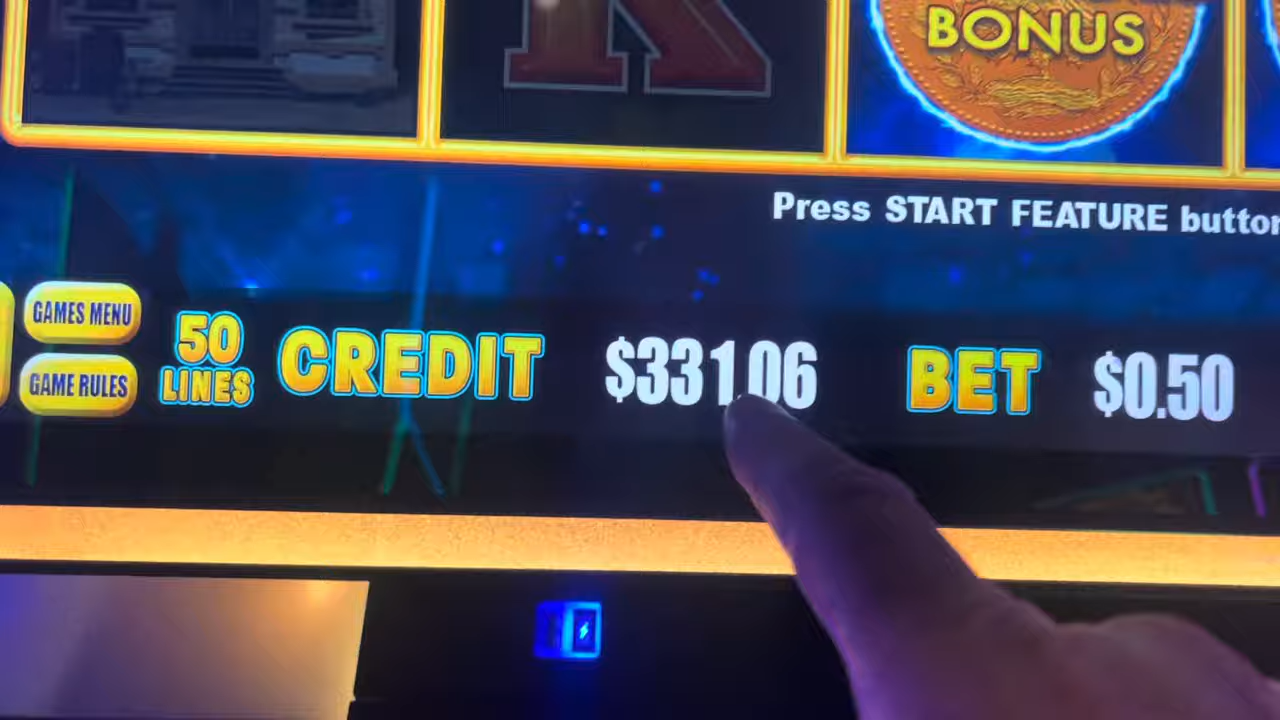 K
BONUS
Press START FEATURE button
GAMES MENU
GAME RULES
50
LINES
CREDIT
$331.06
BET
$0.50